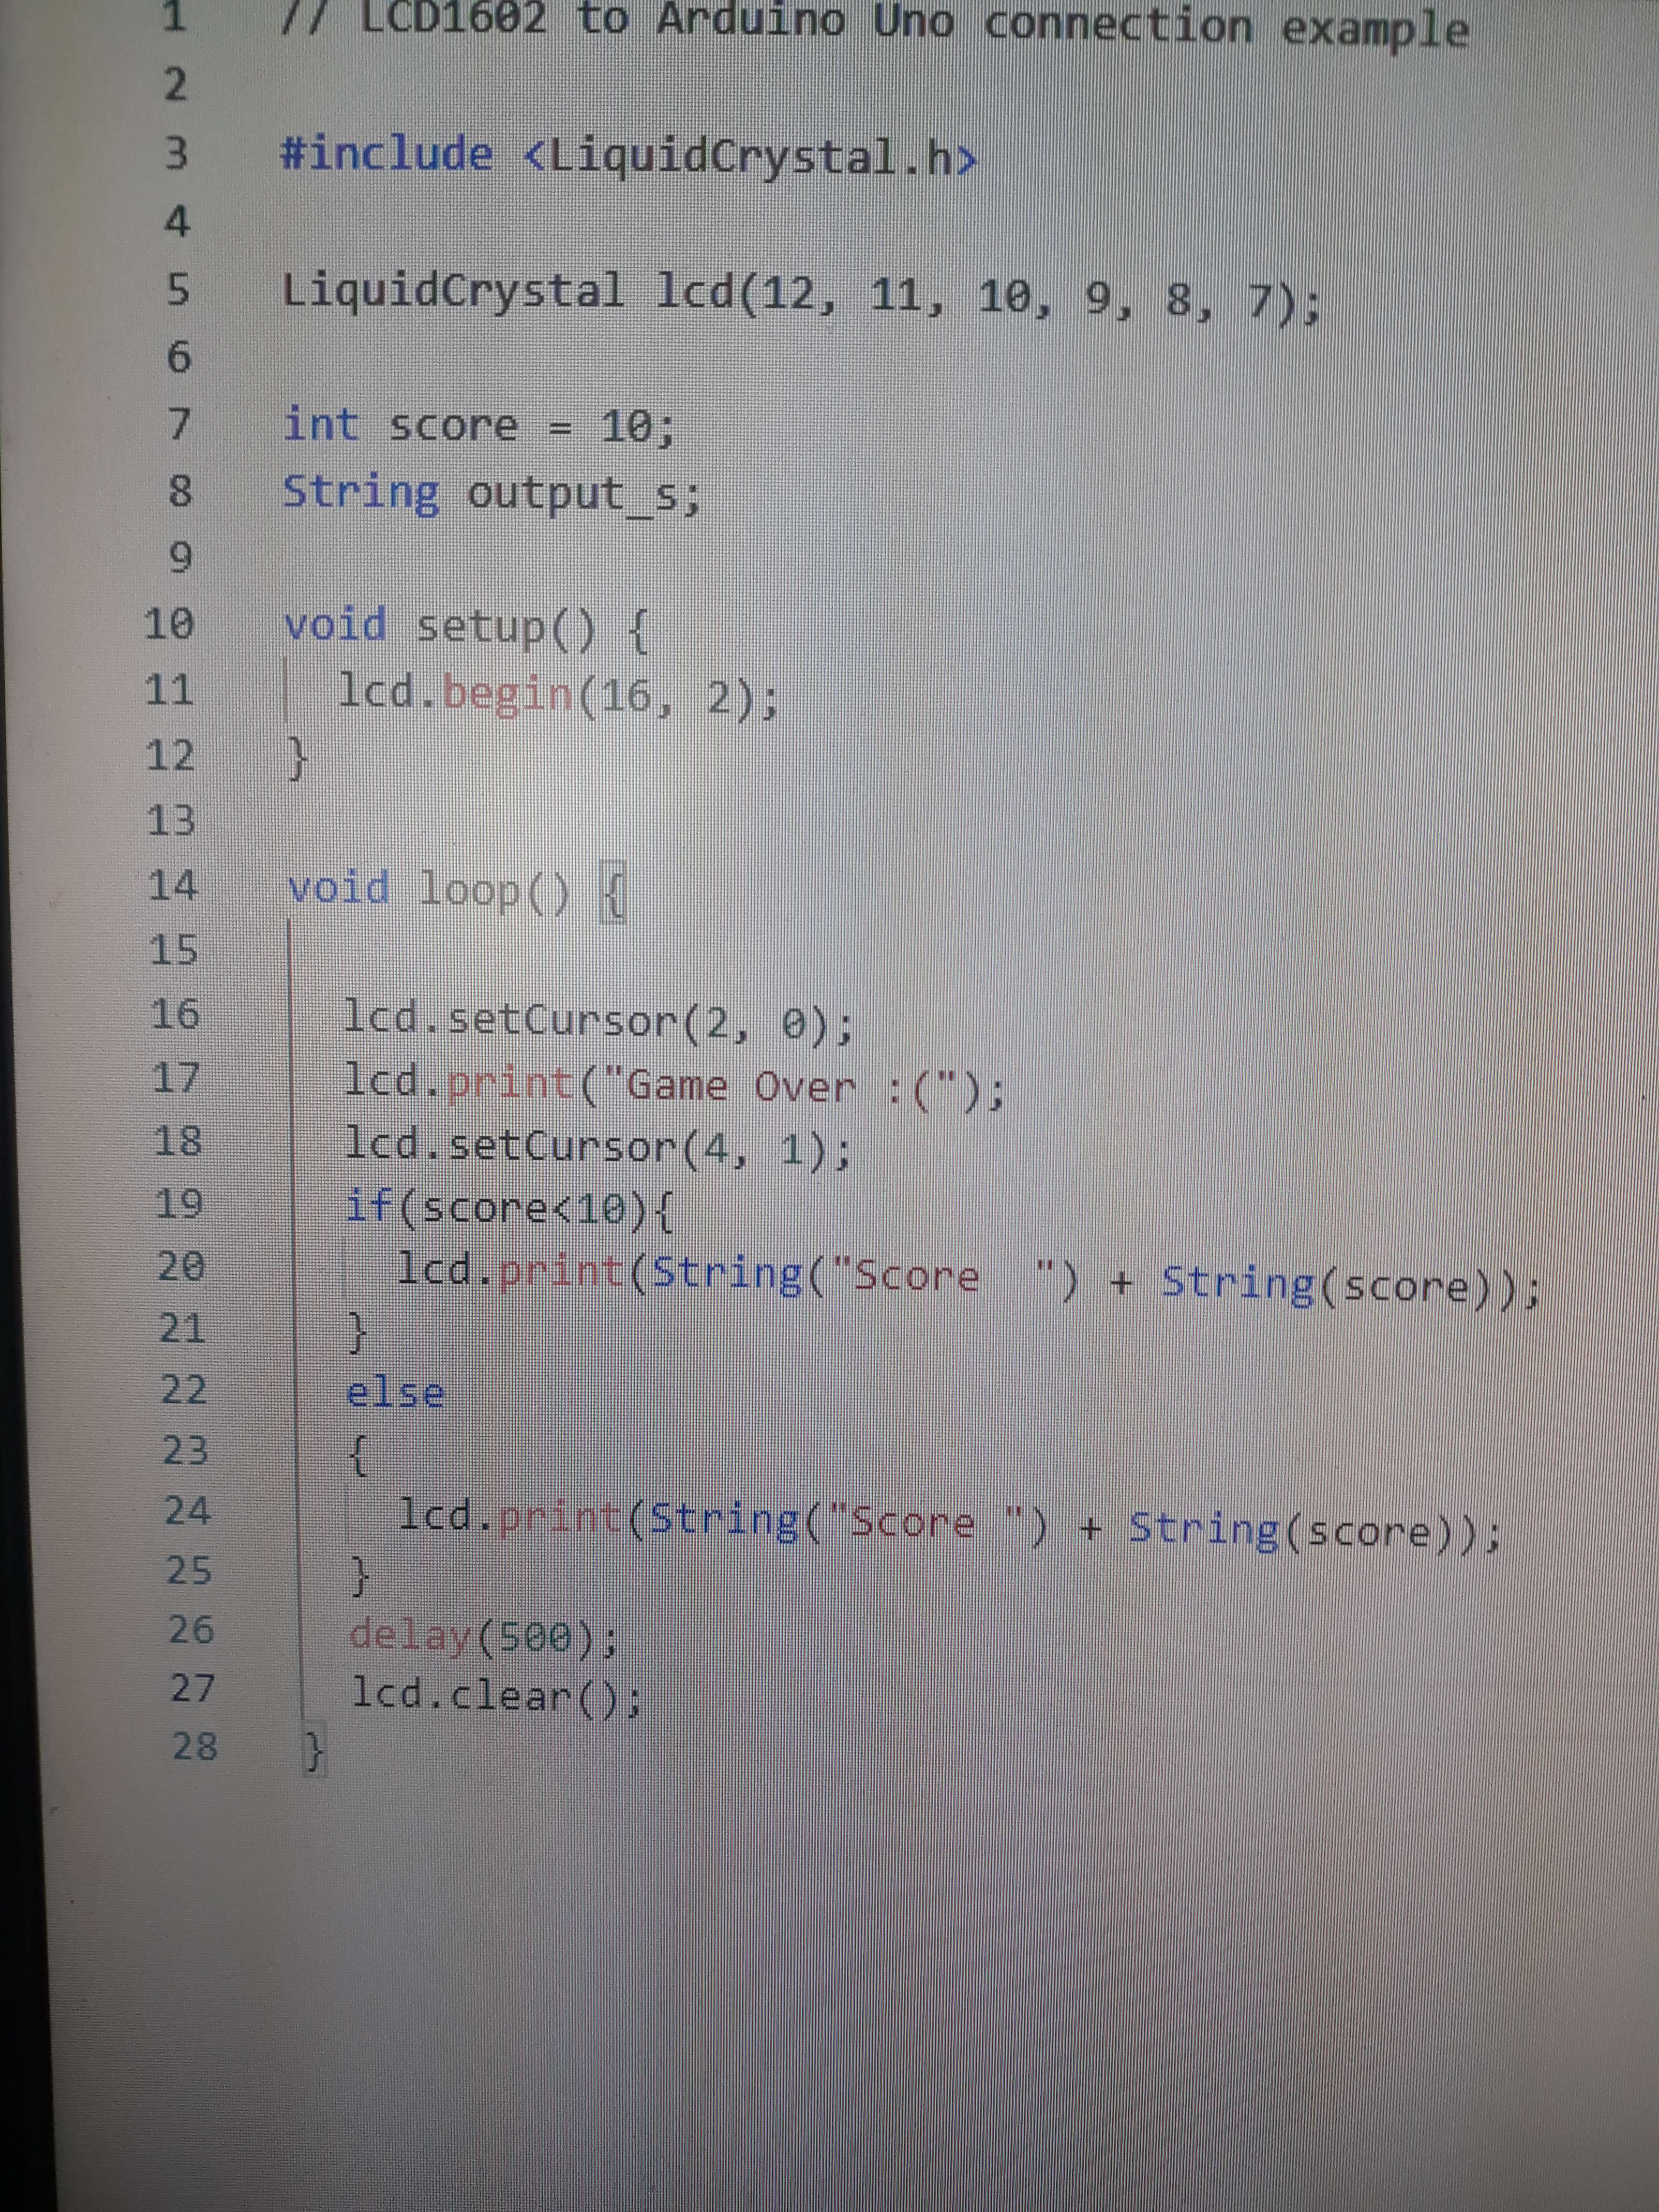 1 // LCD1602 to Arduino Uno connection example
2
3 #include <LiquidCrystal.h>
4
5 LiquidCrystal lcd(12, 11, 10, 9, 8, 7);
6
7 int score = 10;
8 String output_s;
9
10 void setup() {
11   lcd.begin(16, 2);
12 }
13
14 void loop() {
15
16   lcd.setCursor(2, 0);
17   lcd.print("Game Over :(");
18   lcd.setCursor(4, 1);
19   if(score<10){
20     lcd.print(String("Score  ") + String(score));
21   }
22   else
23   {
24     lcd.print(String("Score ") + String(score));
25   }
26   delay(500);
27   lcd.clear();
28 }